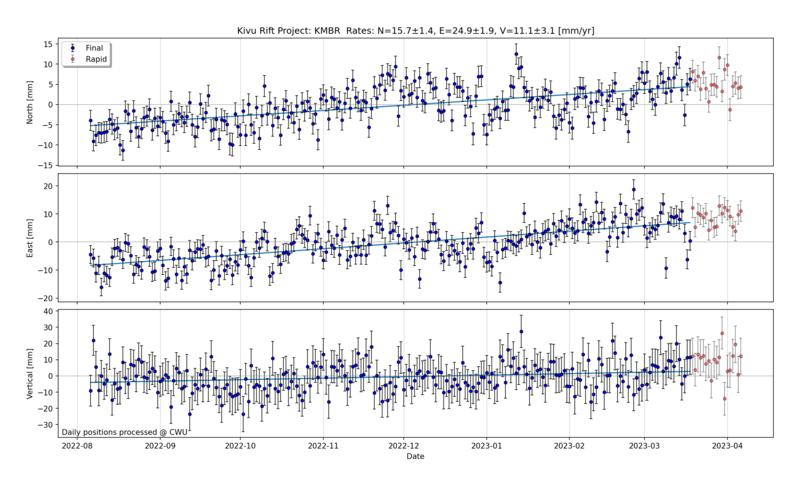 Kivu Rift Project: KMBR Rates: N=15.7±1.4, E=24.9±1.9, V=11.1±3.1 [mm/yr]
Final
Rapid
North [mm]
15
10
5
0
−5
−10
−15
East [mm]
20
10
0
−10
−20
Vertical [mm]
40
30
20
10
0
−10
−20
−30
Daily positions processed @ CWU
2022-08 2022-09 2022-10 2022-11 2022-12 2023-01 2023-02 2023-03 2023-04
Date